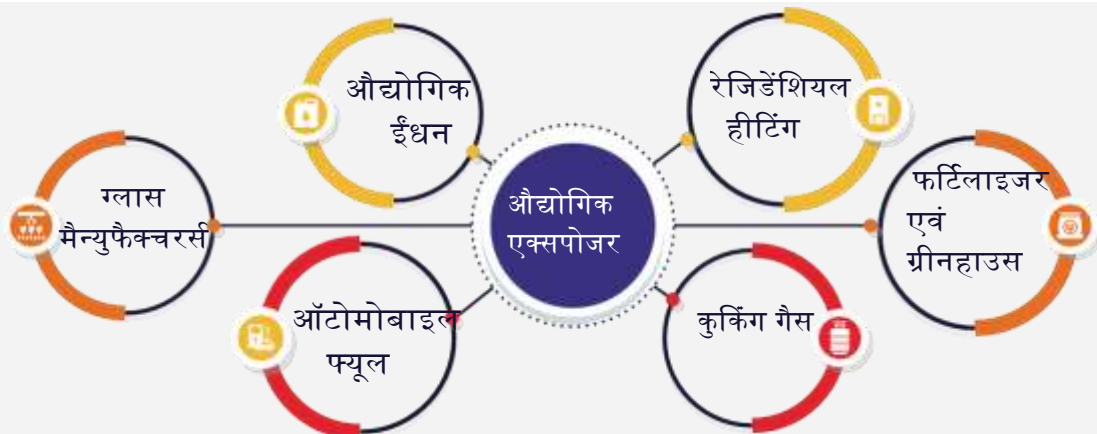 औद्योगिक
ईंधन
रेजिडेंशियल
हीटिंग
ग्लास
मैन्युफैक्चरर्सी
औद्योगिक
एक्सपोजर
फर्टिलाइजर
एवं
ग्रीनहाउस
ऑटोमोबाइल
फ्यूल
कुकिंग गैस